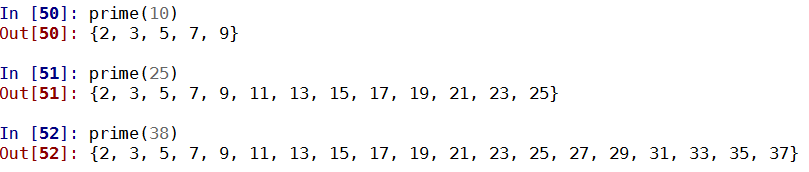 In [50]: prime(10)
Out[50]: {2, 3, 5, 7, 9}
In [51]: prime(25)
Out[51]: {2, 3, 5, 7, 9, 11, 13, 15, 17, 19, 21, 23, 25}
In [52]: prime(38)
Out[52]: {2, 3, 5, 7, 9, 11, 13, 15, 17, 19, 21, 23, 25, 27, 29, 31, 33, 35, 37}